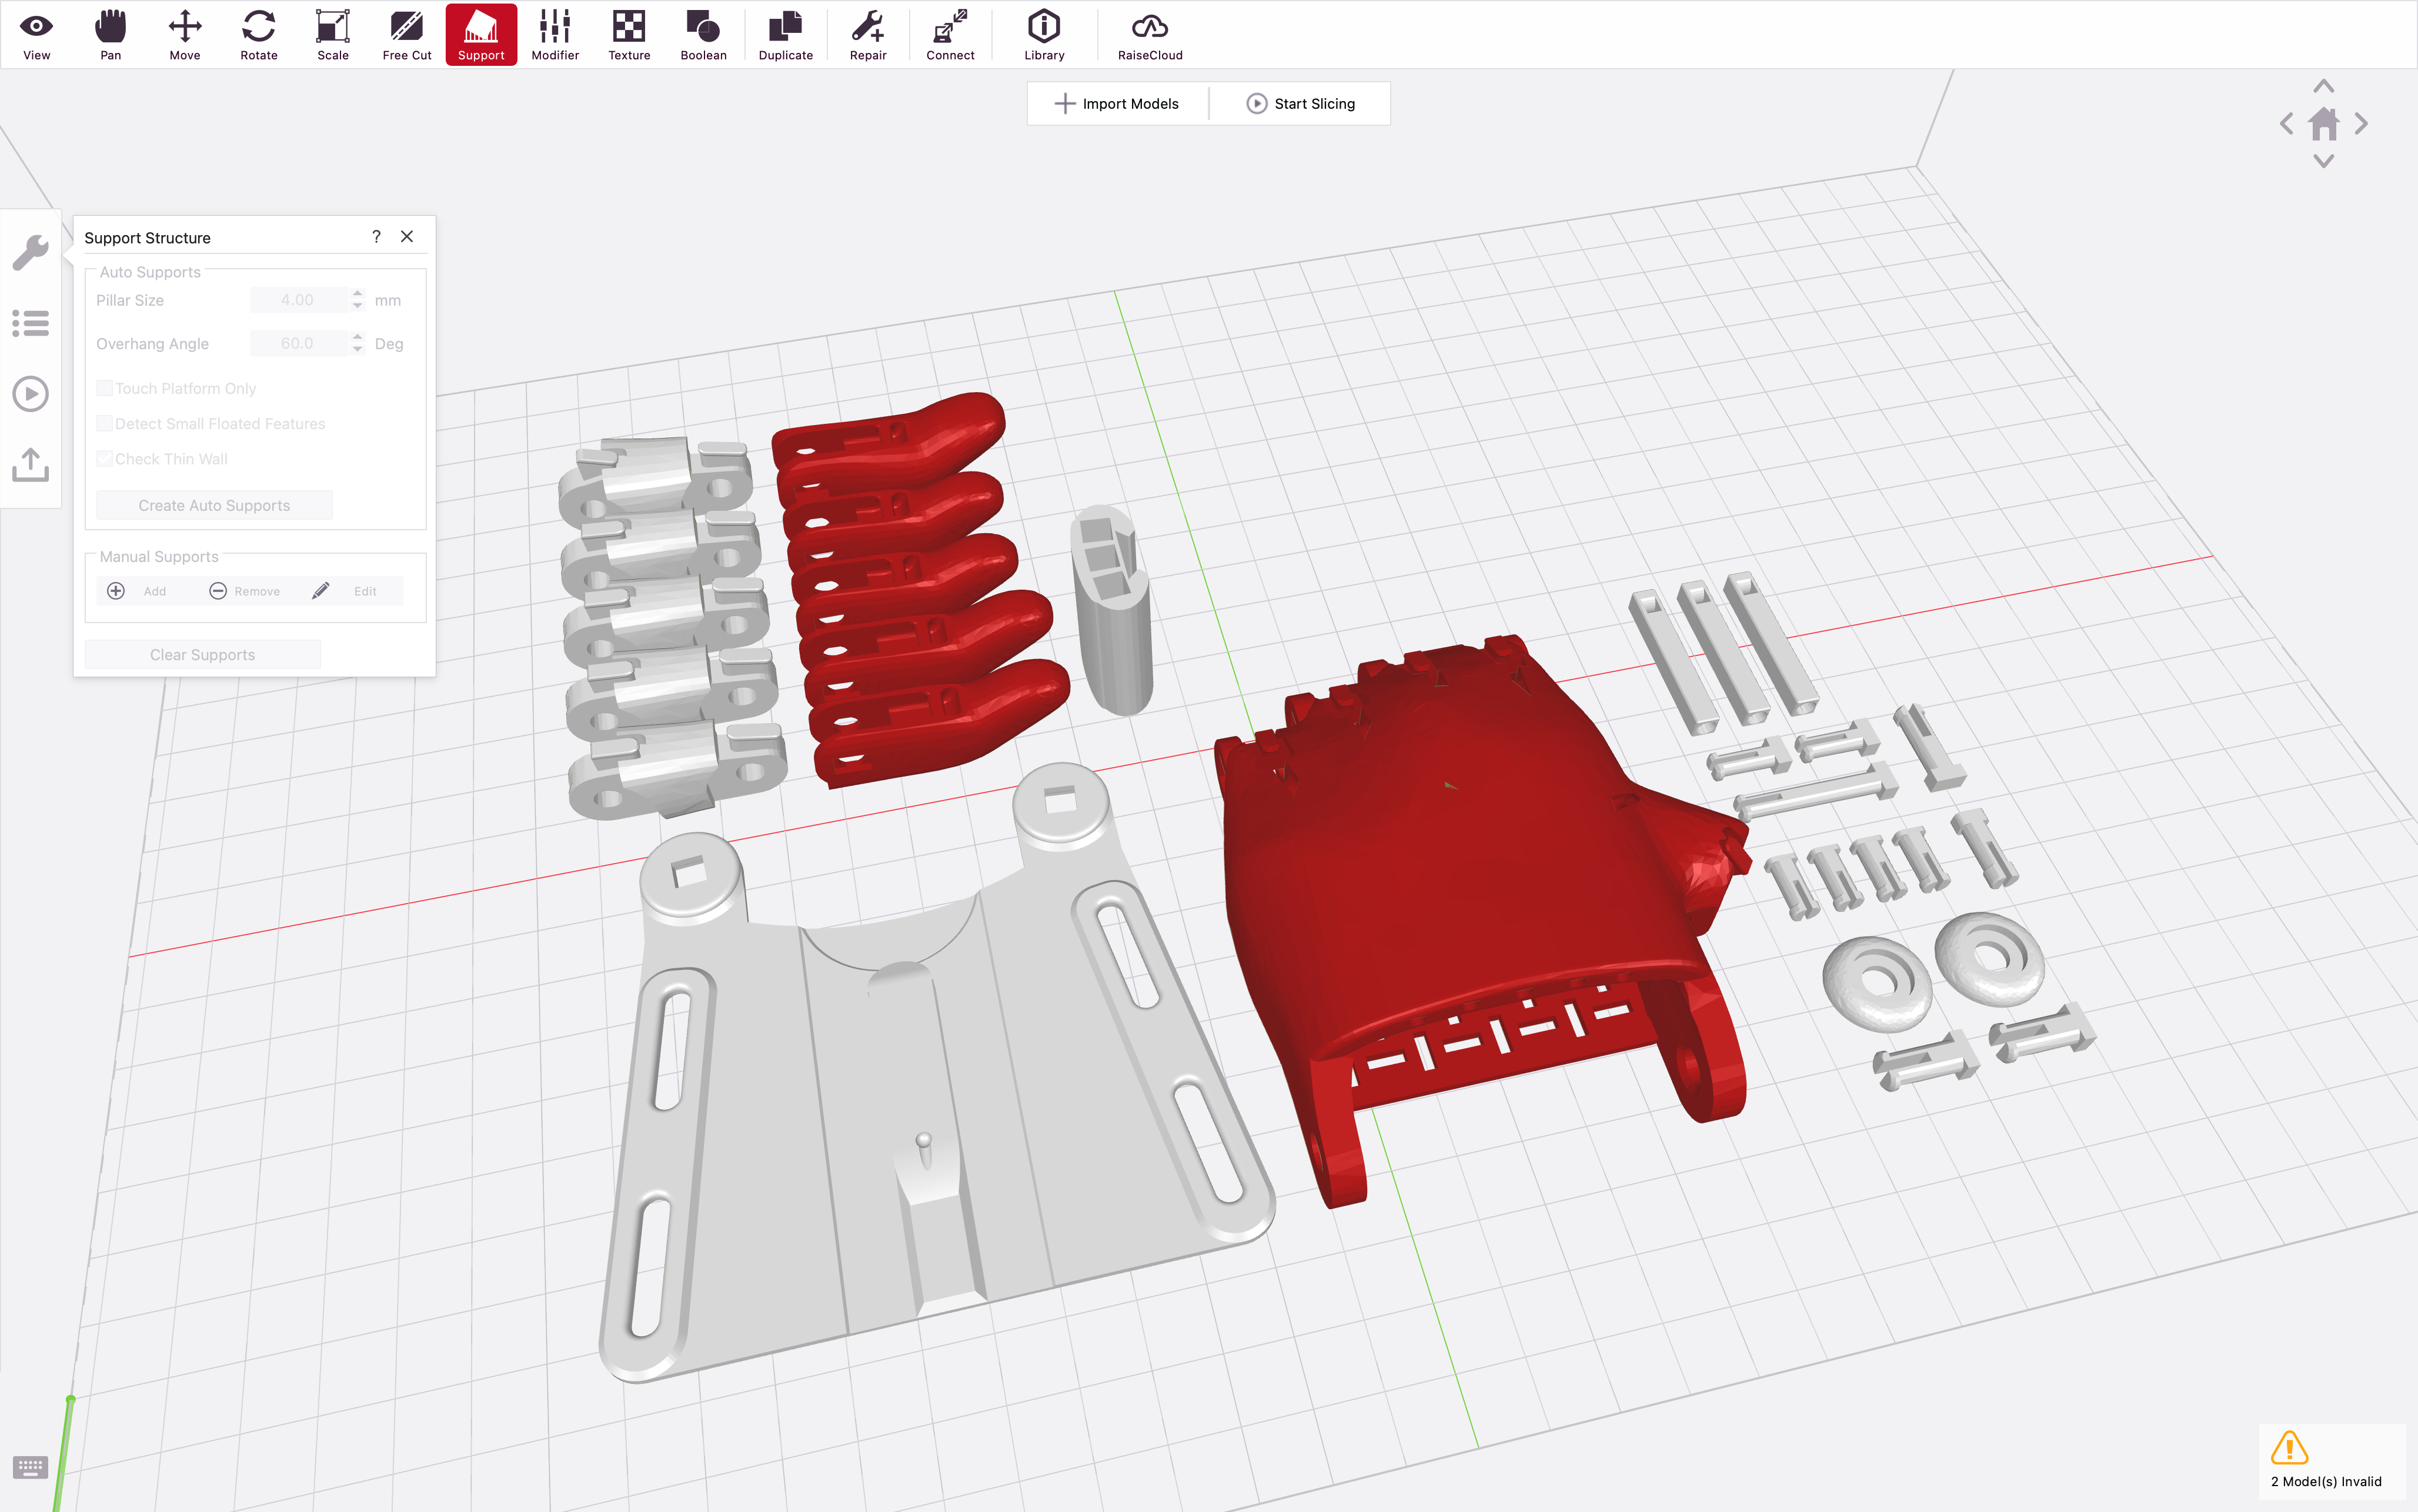 View Pan Move Rotate Scale Free Cut Support Modifier Texture Boolean Duplicate Repair Connect Library RaiseCloud
Import Models Start Slicing
Support Structure ?
Auto Supports
Pillar Size 4.00 mm
Overhang Angle 60.0 Deg
Touch Platform Only
Detect Small Floated Features
Check Thin Wall
Create Auto Supports
Manual Supports
Add Remove Edit
Clear Supports
2 Model(s) Invalid